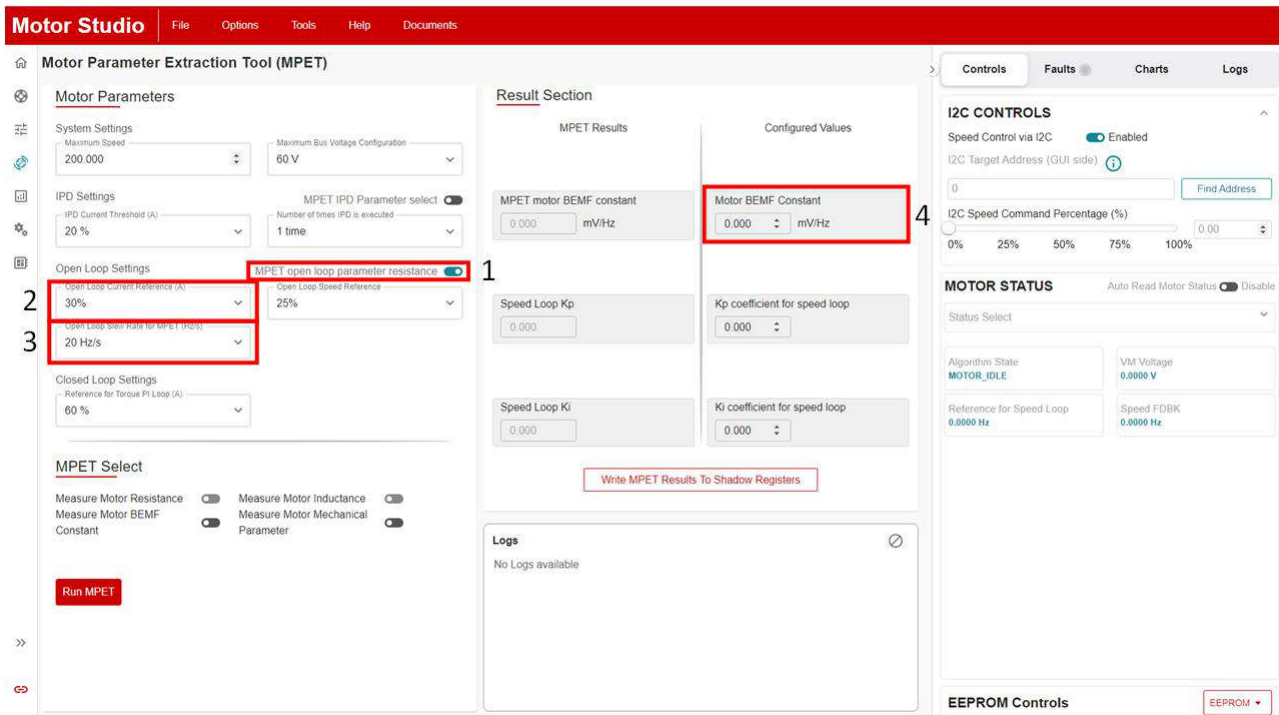 Motor Studio File Options Tools Help Documents
Motor Parameter Extraction Tool (MPET)
Motor Parameters
System Settings
Maximum Speed
200.000
Maximum Bus Voltage Configuration
60 V
IPD Settings
MPET IPD Parameter select
IPD Current Threshold (A)
20 %
Number of times IPD is executed
1 time
Open Loop Settings
MPET open loop parameter resistance
1
2
Open Loop Current Reference (A)
30%
Open Loop Speed Reference
25%
3
Open Loop Slew Rate for MPET (Hz/s)
20 Hz/s
Closed Loop Settings
Reference for Torque PI Loop (A)
60 %
MPET Select
Measure Motor Resistance
Measure Motor Inductance
Measure Motor BEMF
Constant
Measure Motor Mechanical
Parameter
Run MPET
Result Section
MPET Results
Configured Values
MPET motor BEMF constant
0.000 mV/Hz
Motor BEMF Constant
0.000 mV/Hz
4
Speed Loop Kp
0.000
Kp coefficient for speed loop
0.000
Speed Loop Ki
0.000
Ki coefficient for speed loop
0.000
Write MPET Results To Shadow Registers
Logs
No Logs available
Controls Faults Charts Logs
I2C CONTROLS
Speed Control via I2C Enabled
I2C Target Address (GUI side)
0
Find Address
I2C Speed Command Percentage (%)
0.00
0% 25% 50% 75% 100%
MOTOR STATUS
Auto Read Motor Status Disable
Status Select
Algorithm State
MOTOR_IDLE
VM Voltage
0.0000 V
Reference for Speed Loop
0.0000 Hz
Speed FDBK
0.0000 Hz
EEPROM Controls
EEPROM